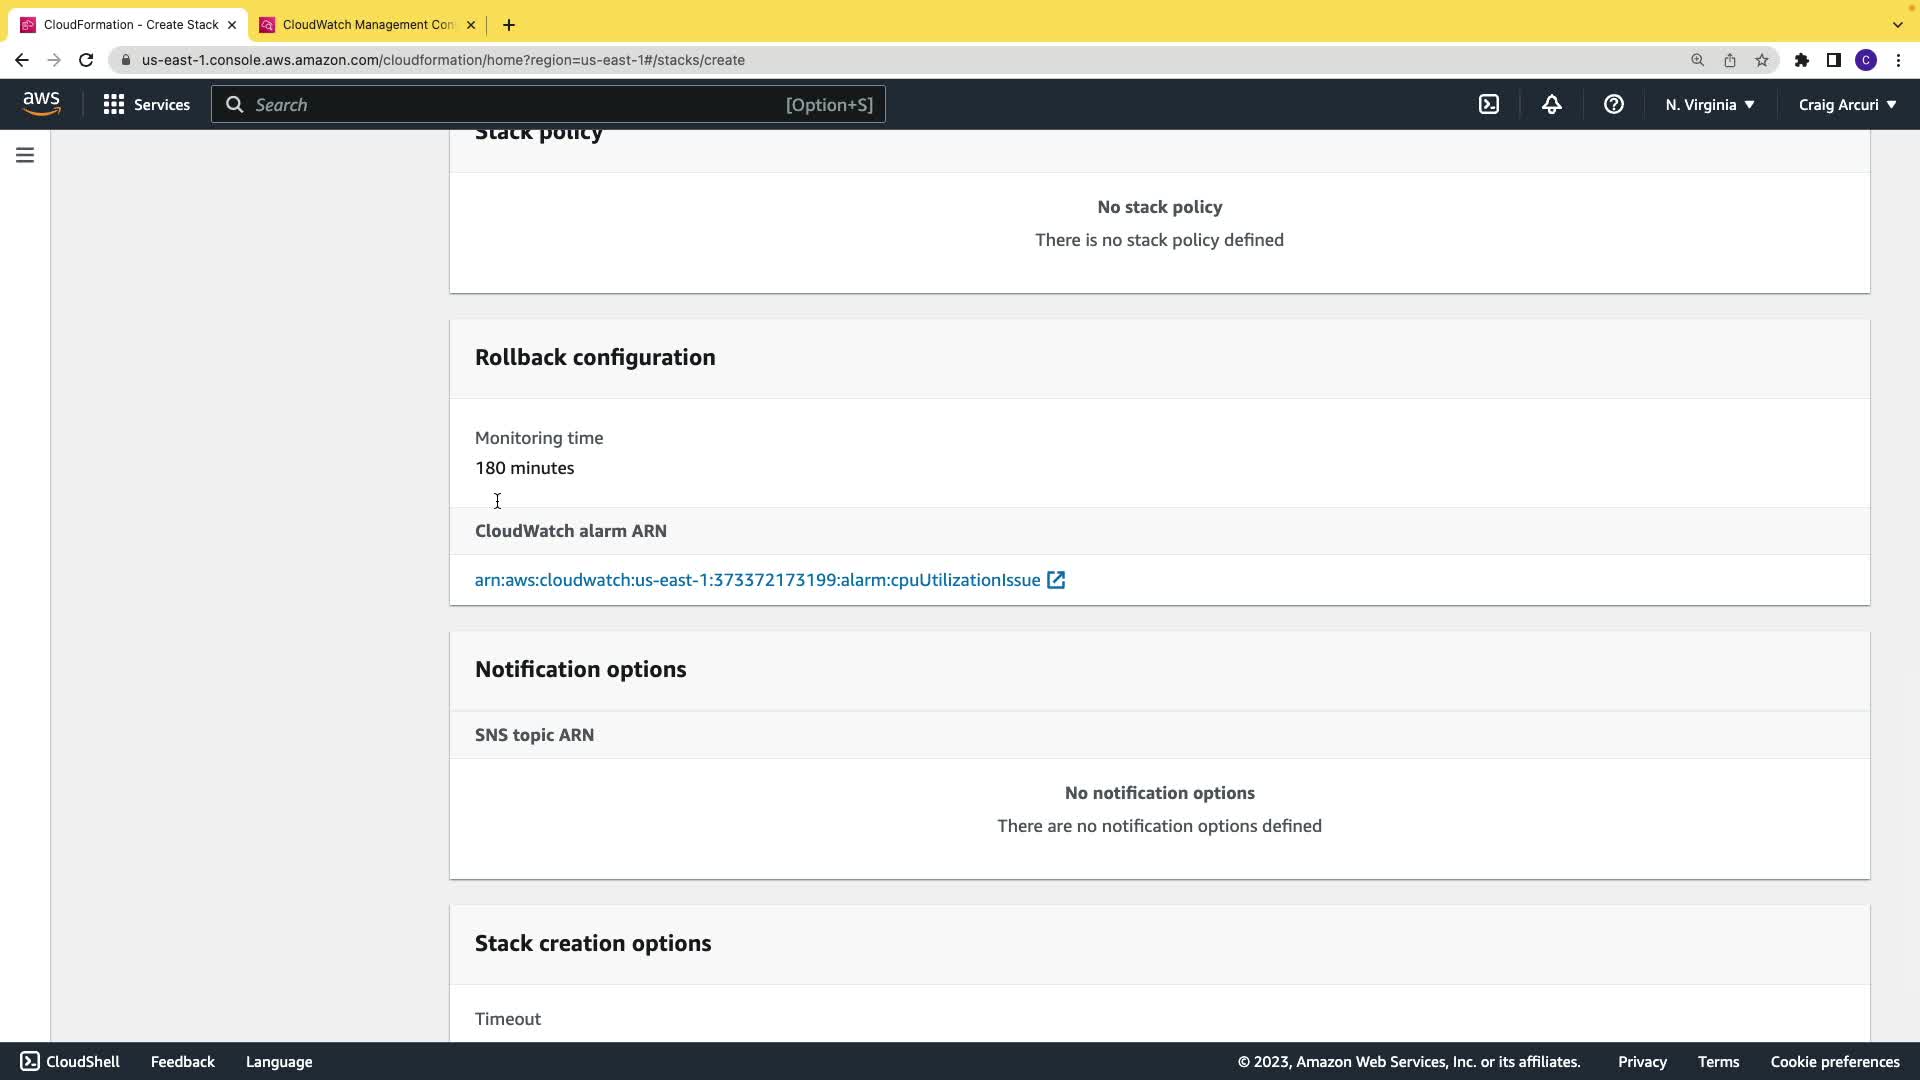 CloudFormation - Create Stack
CloudWatch Management Con
us-east-1.console.aws.amazon.com/cloudformation/home?region=us-east-1#/stacks/create
C
aws
Services
Search
[Option+S]
N. Virginia
Craig Arcuri
Stack policy
No stack policy
There is no stack policy defined
Rollback configuration
Monitoring time
180 minutes
CloudWatch alarm ARN
arn:aws:cloudwatch:us-east-1:373372173199:alarm:cpuUtilizationIssue
Notification options
SNS topic ARN
No notification options
There are no notification options defined
Stack creation options
Timeout
CloudShell
Feedback
Language
© 2023, Amazon Web Services, Inc. or its affiliates.
Privacy
Terms
Cookie preferences